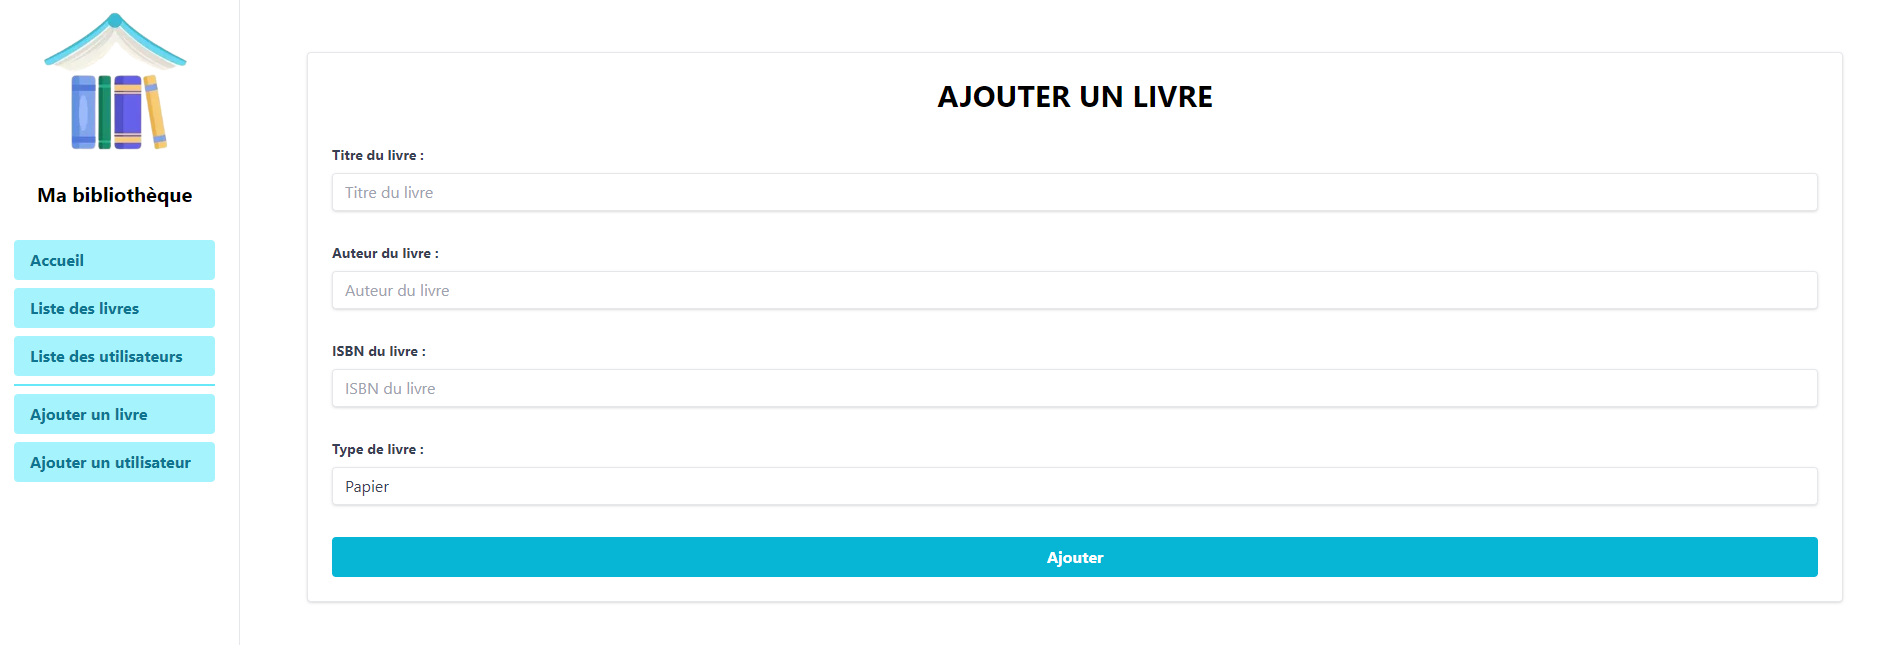 Ma bibliothèque
Accueil
Liste des livres
Liste des utilisateurs
Ajouter un livre
Ajouter un utilisateur
AJOUTER UN LIVRE
Titre du livre :
Titre du livre
Auteur du livre :
Auteur du livre
ISBN du livre :
ISBN du livre
Type de livre :
Papier
Ajouter